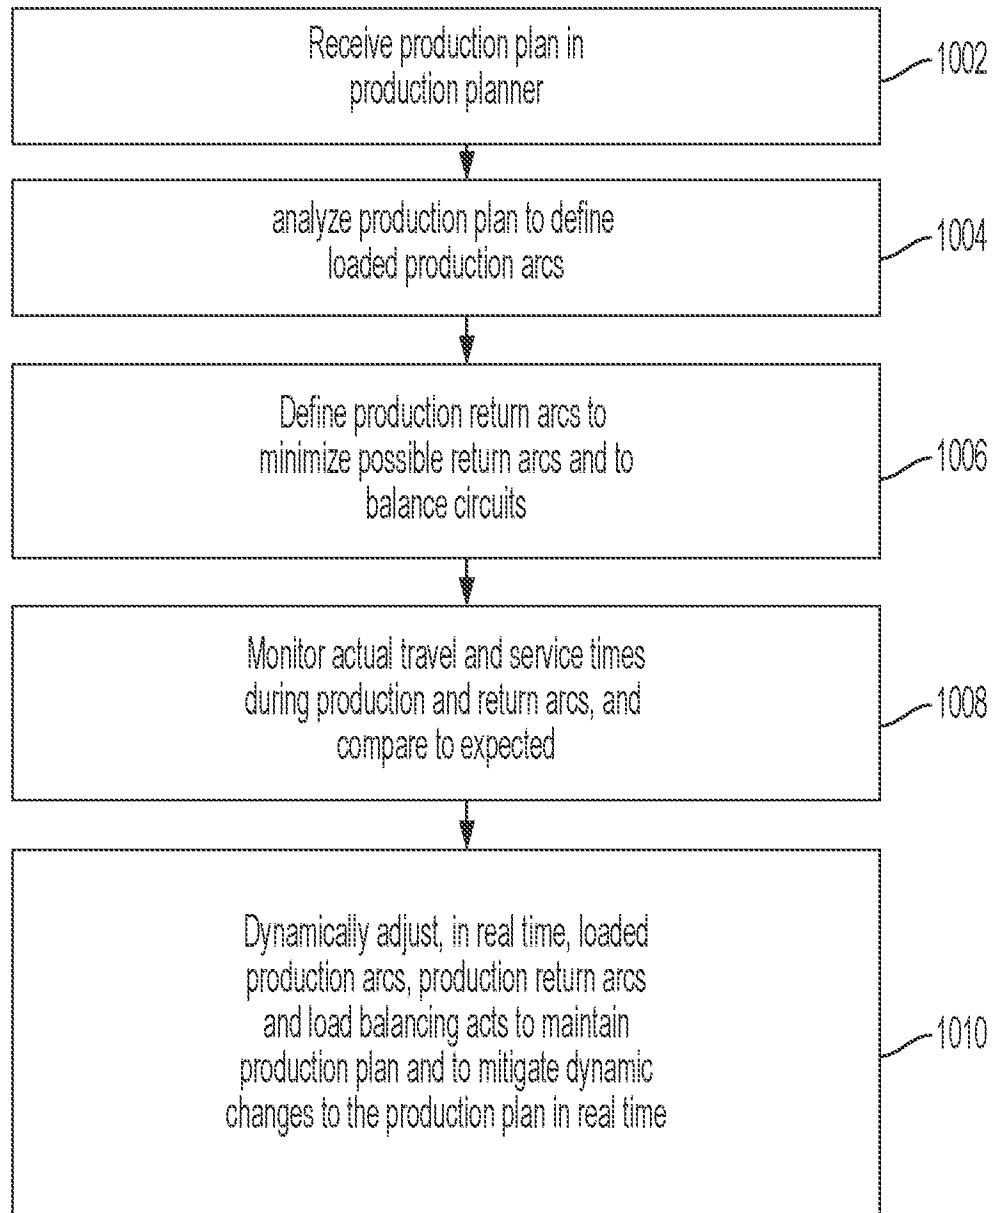 Receive production plan in
production planner
1002
analyze production plan to define
loaded production arcs
1004
Define production return arcs to
minimize possible return arcs and to
balance circuits
1006
Monitor actual travel and service times
during production and return arcs, and
compare to expected
1008
Dynamically adjust, in real time, loaded
production arcs, production return arcs
and load balancing acts to maintain
production plan and to mitigate dynamic
changes to the production plan in real time
1010